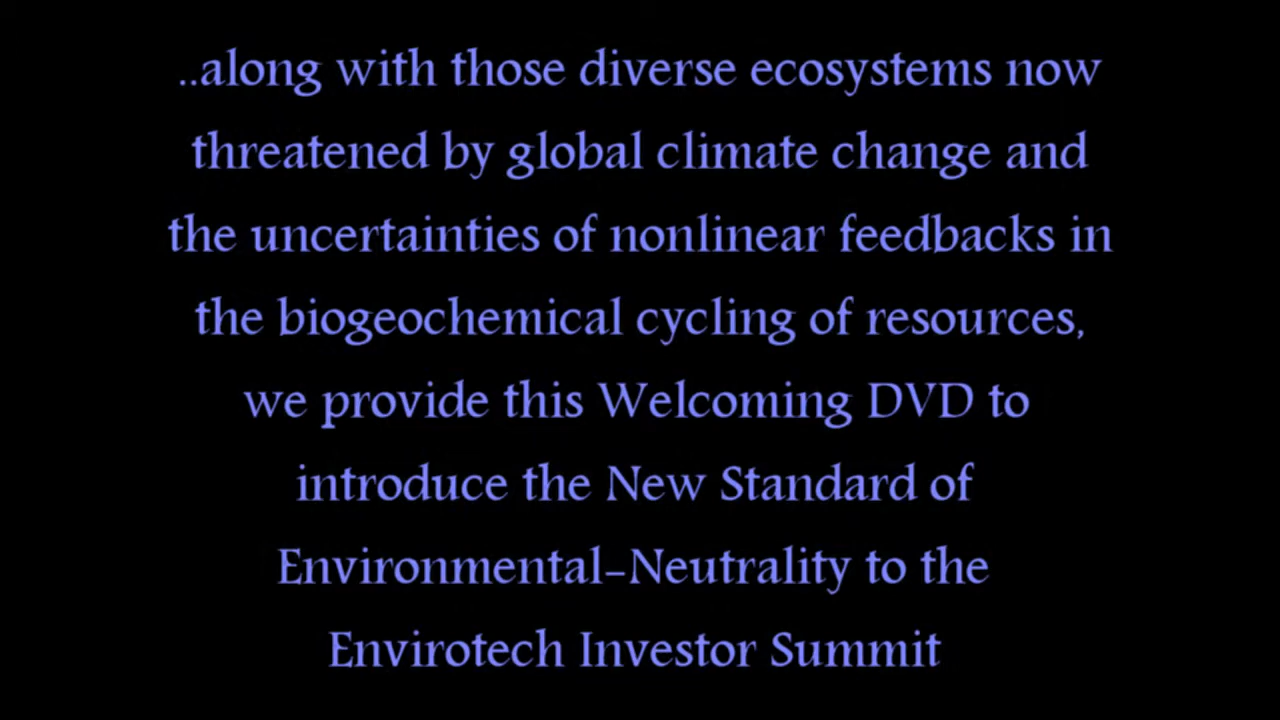 ..along with those diverse ecosystems now
threatened by global climate change and
the uncertainties of nonlinear feedbacks in
the biogeochemical cycling of resources,
we provide this Welcoming DVD to
introduce the New Standard of
Environmental-Neutrality to the
Envirotech Investor Summit